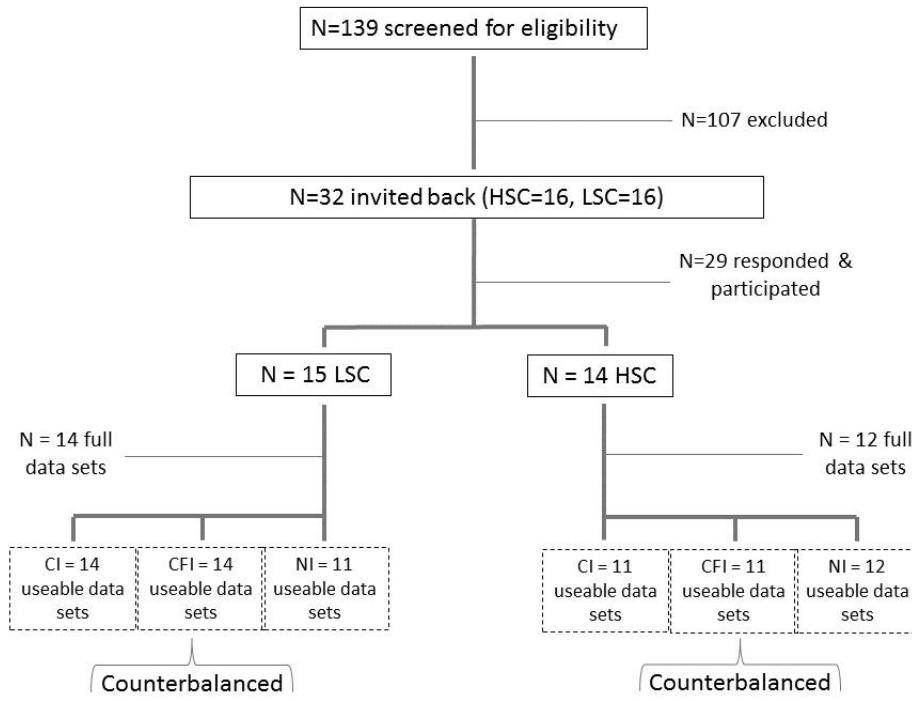 N=139 screened for eligibility
N=107 excluded
N=32 invited back (HSC=16, LSC=16)
N=29 responded &
participated
N = 15 LSC
N = 14 HSC
N = 14 full
data sets
N = 12 full
data sets
CI = 14
useable data
sets
CFI = 14
useable data
sets
NI = 11
useable data
sets
CI = 11
useable data
sets
CFI = 11
useable data
sets
NI = 12
useable data
sets
Counterbalanced
Counterbalanced